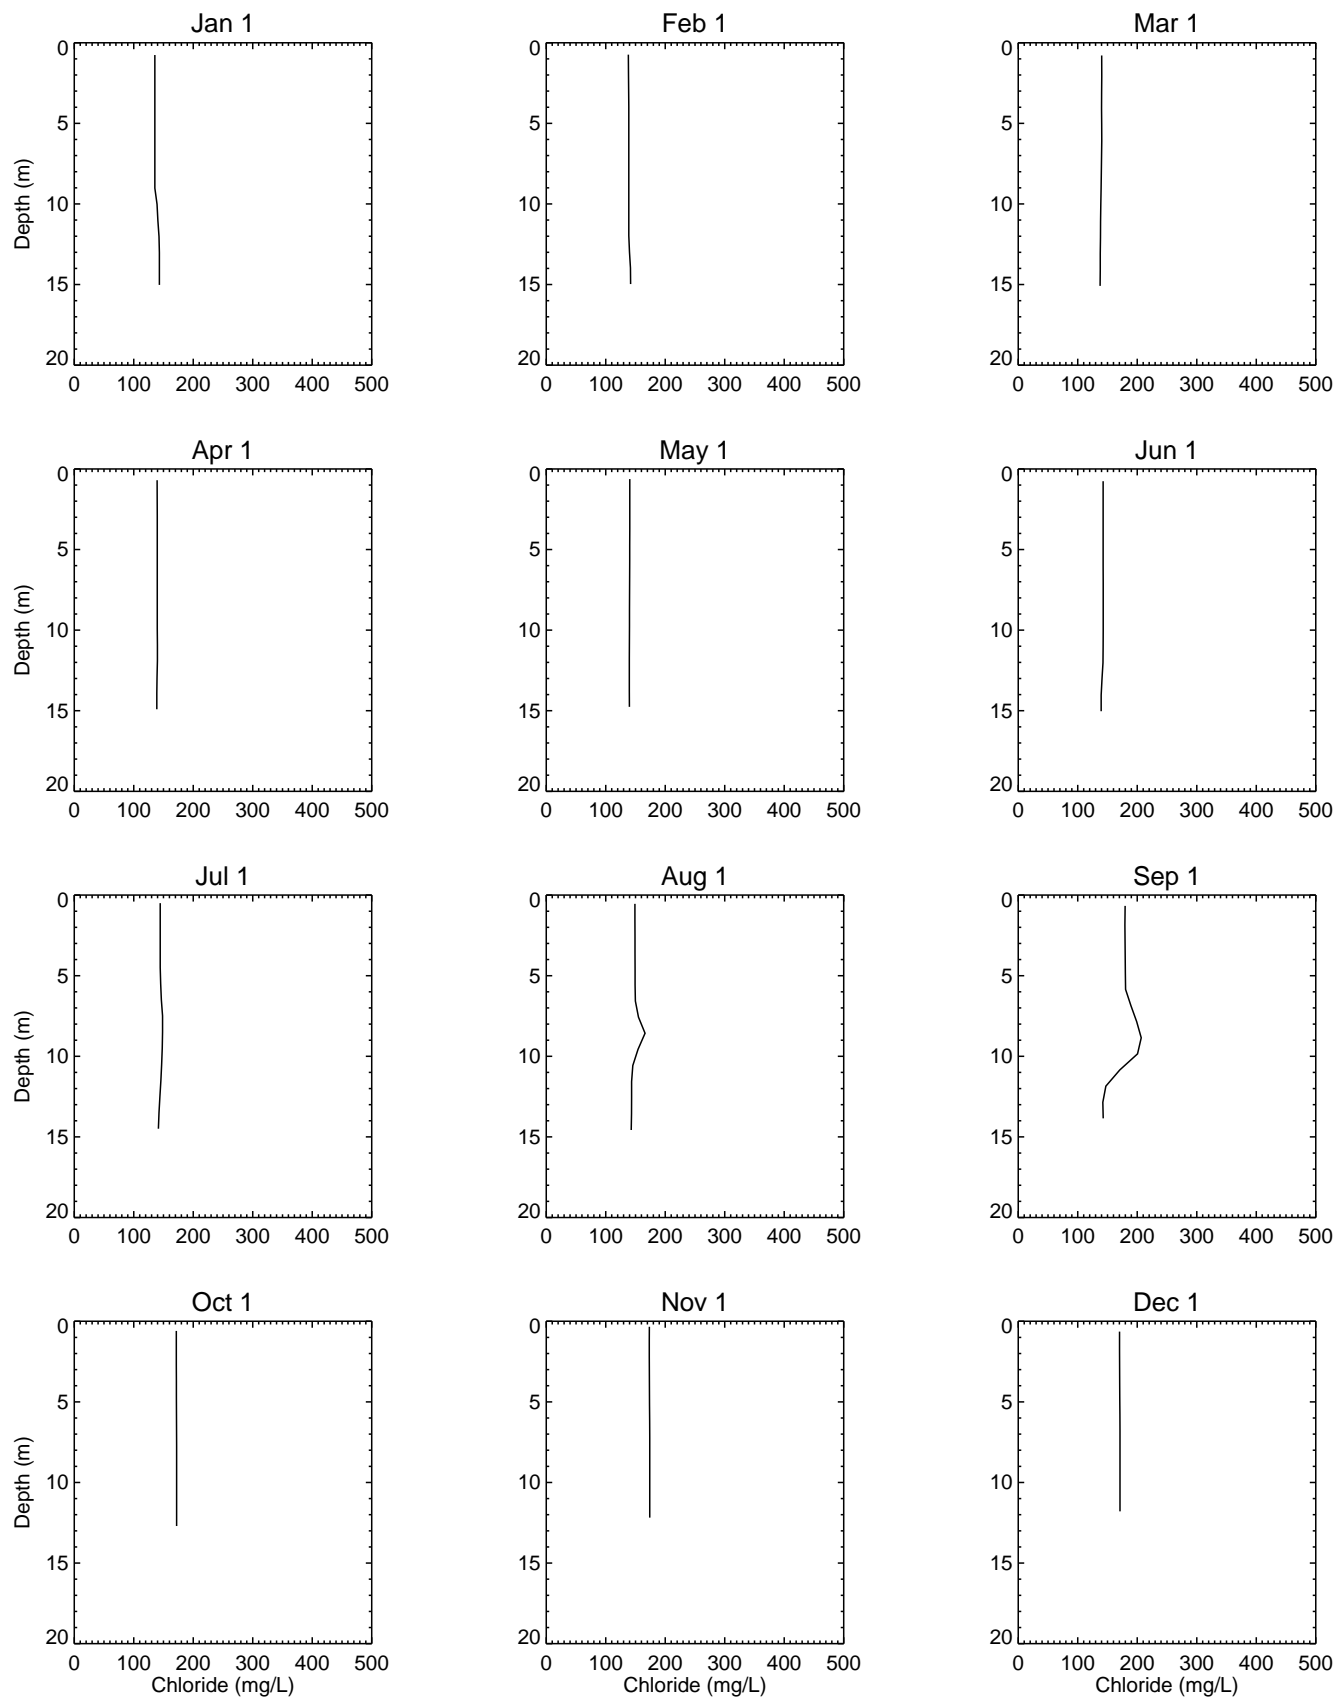 Jan 1 Feb 1 Mar 1
0 0 0
5 5 5
Depth (m)
10 10 10
15 15 15
20 20 20
0 100 200 300 400 500 0 100 200 300 400 500 0 100 200 300 400 500
Apr 1 May 1 Jun 1
0 0 0
5 5 5
Depth (m)
10 10 10
15 15 15
20 20 20
0 100 200 300 400 500 0 100 200 300 400 500 0 100 200 300 400 500
Jul 1 Aug 1 Sep 1
0 0 0
5 5 5
Depth (m)
10 10 10
15 15 15
20 20 20
0 100 200 300 400 500 0 100 200 300 400 500 0 100 200 300 400 500
Oct 1 Nov 1 Dec 1
0 0 0
5 5 5
Depth (m)
10 10 10
15 15 15
20 20 20
0 100 200 300 400 500 0 100 200 300 400 500 0 100 200 300 400 500
Chloride (mg/L) Chloride (mg/L) Chloride (mg/L)